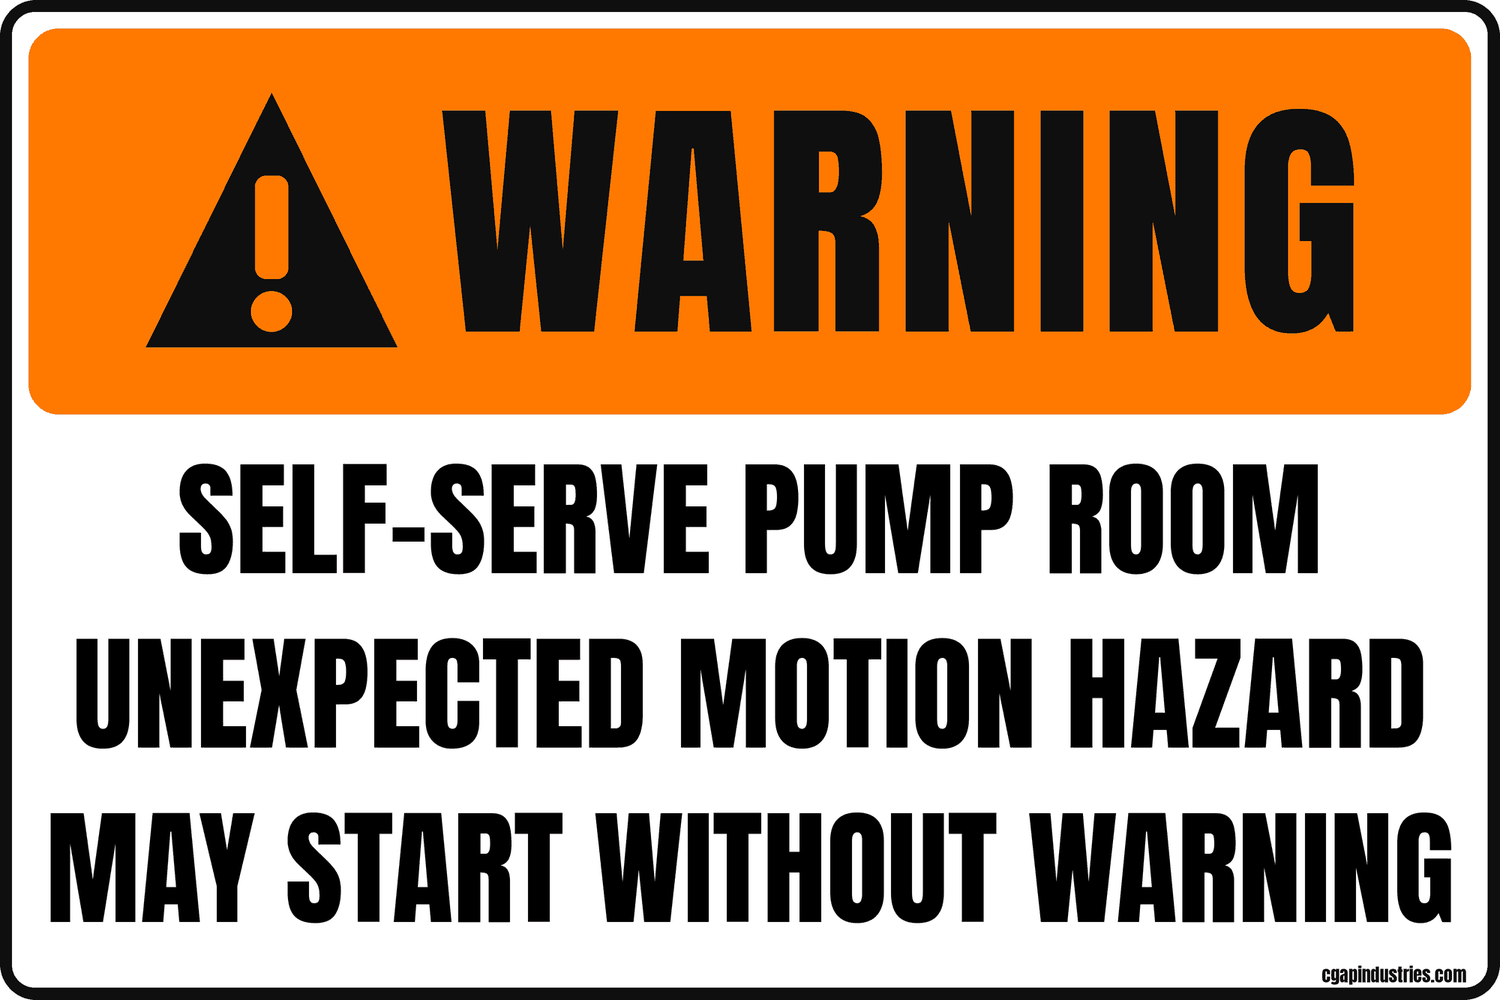 WARNING
SELF-SERVE PUMP ROOM
UNEXPECTED MOTION HAZARD
MAY START WITHOUT WARNING
cgapindustries.com